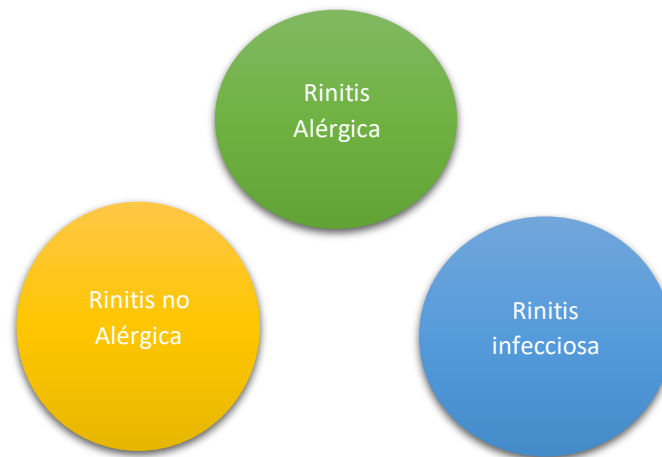 Rinitis
Alérgica
Rinitis no
Alérgica
Rinitis
infecciosa